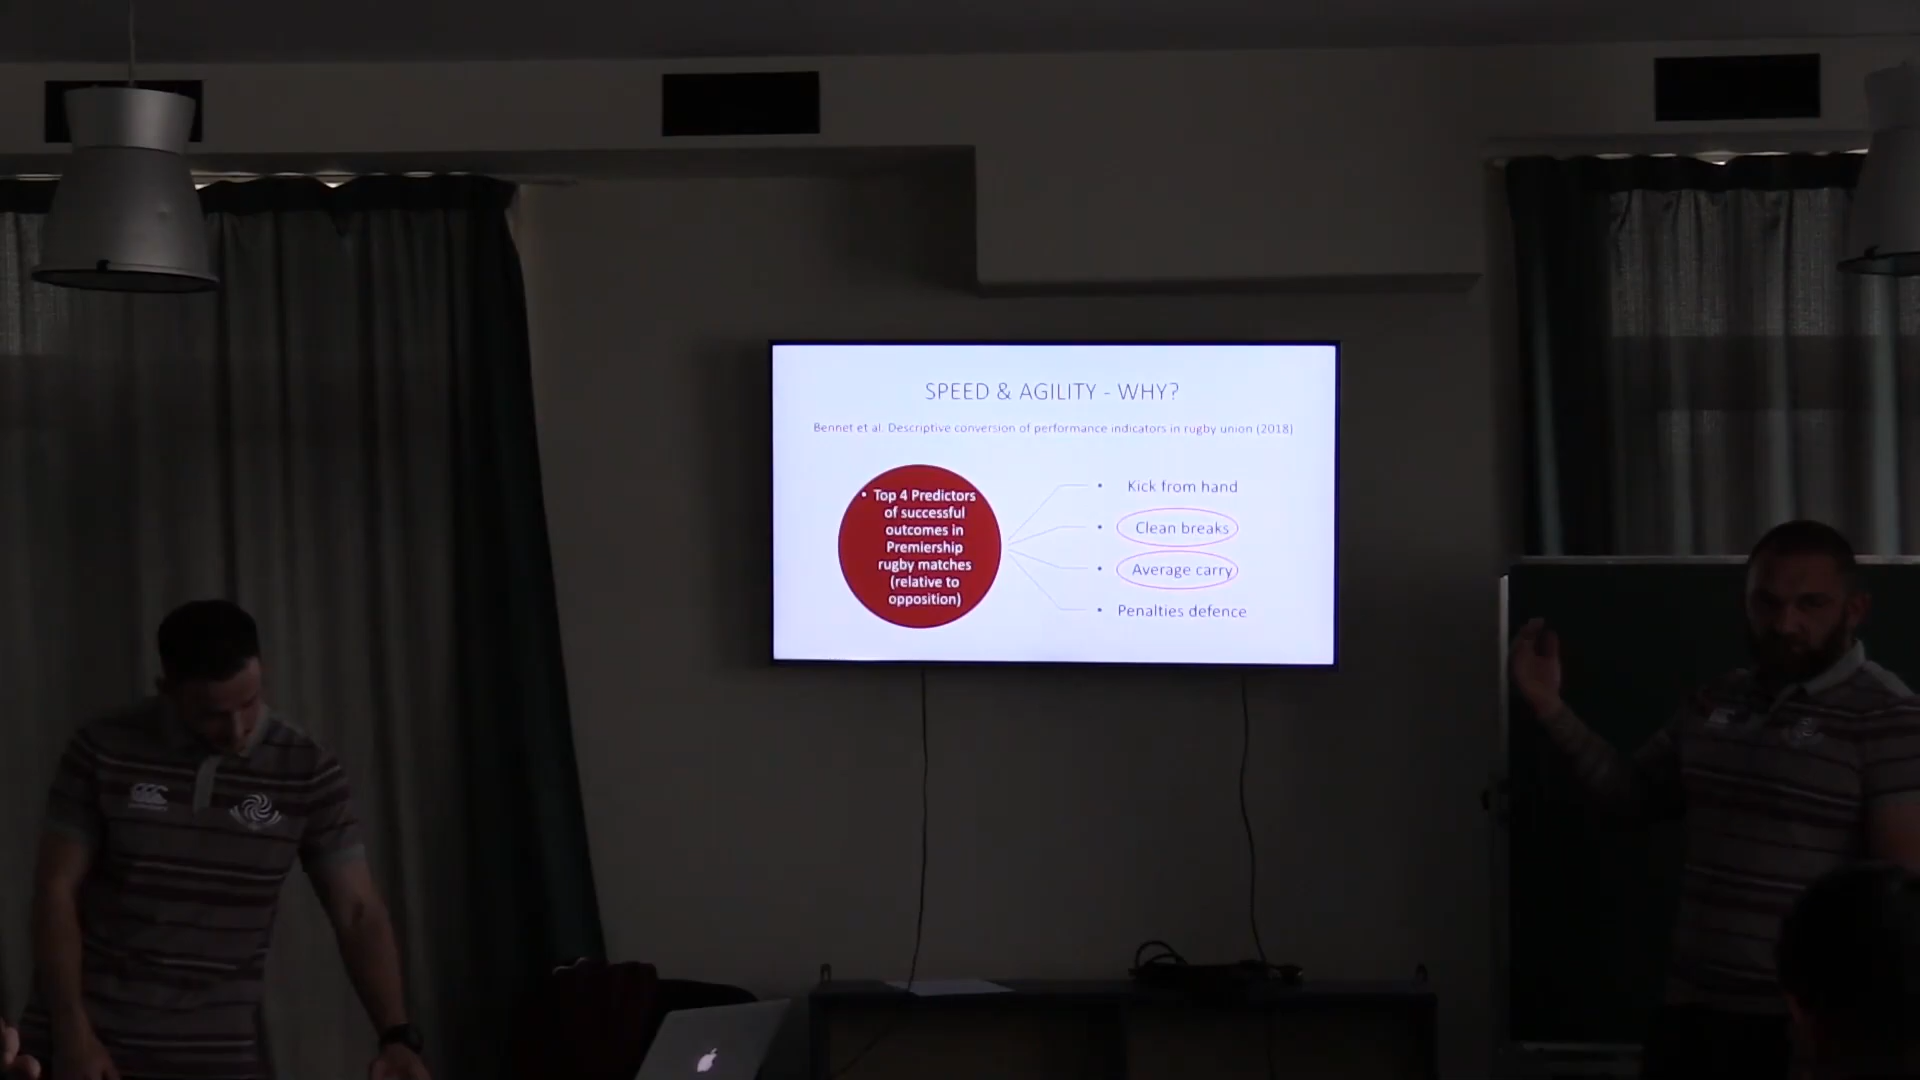 SPEED & AGILITY - WHY?
Bennet et al. Descriptive conversion of performance indicators in rugby union (2018)
• Top 4 Predictors
of successful
outcomes in
Premiership
rugby matches
(relative to
opposition)
• Kick from hand
• Clean breaks
• Average carry
• Penalties defence